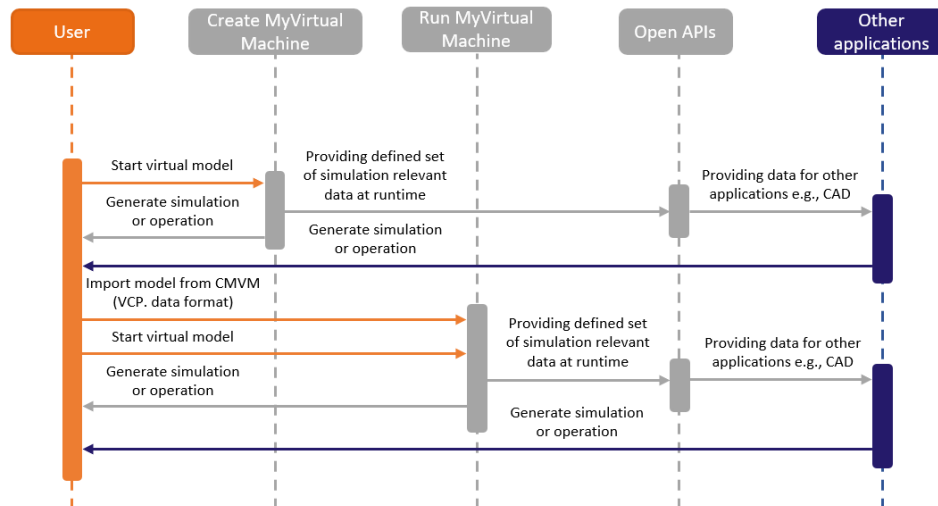 User
Create MyVirtual
Machine
Run MyVirtual
Machine
Open APIs
Other
applications
Start virtual model
Providing defined set
of simulation relevant
data at runtime
Providing data for other
applications e.g., CAD
Generate simulation
or operation
Generate simulation
or operation
Import model from CMVM
(VCP. data format)
Start virtual model
Providing defined set
of simulation relevant
data at runtime
Providing data for other
applications e.g., CAD
Generate simulation
or operation
Generate simulation
or operation